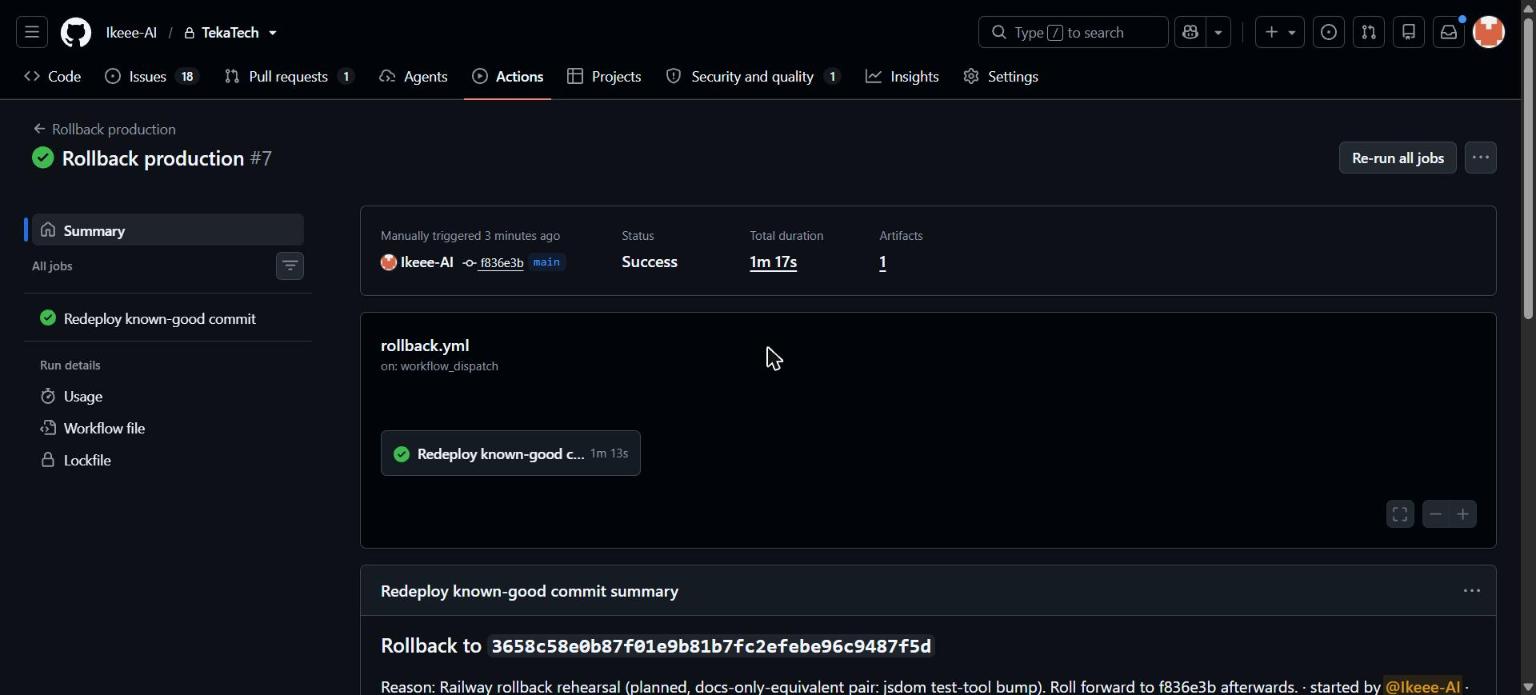 Ikeee-AI / TekaTech
Type / to search
Code Issues 18 Pull requests 1 Agents Actions Projects Security and quality 1 Insights Settings
Rollback production
Rollback production #7
Re-run all jobs
Summary
All jobs
Redeploy known-good commit
Run details
Usage
Workflow file
Lockfile
Manually triggered 3 minutes ago Status Total duration Artifacts
Ikeee-AI f836e3b main Success 1m 17s 1
rollback.yml
on: workflow_dispatch
Redeploy known-good c... 1m 13s
Redeploy known-good commit summary
Rollback to 3658c58e0b87f01e9b81b7fc2efebe96c9487f5d
Reason: Railway rollback rehearsal (planned, docs-only-equivalent pair: jsdom test-tool bump). Roll forward to f836e3b afterwards. · started by @Ikeee-AI ·